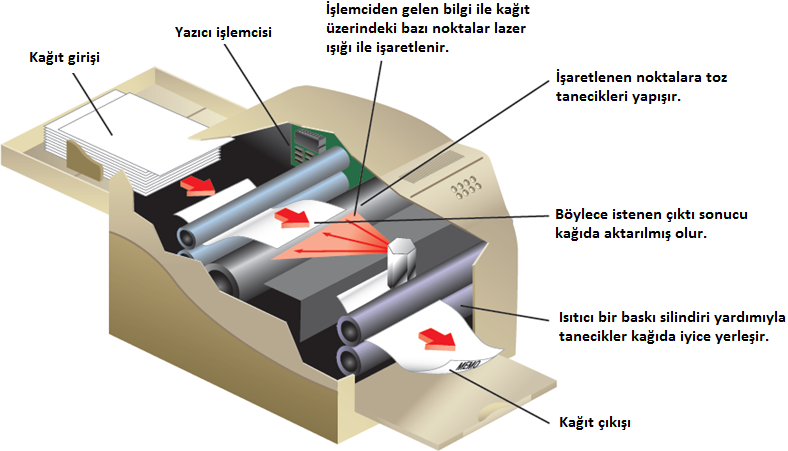 İşlemciden gelen bilgi ile kağıt
üzerindeki bazı noktalar lazer
ışığı ile işaretlenir.
Yazıcı işlemcisi
Kağıt girişi
İşaretlenen noktalara toz
tanecikleri yapışır.
Böylece istenen çıktı sonucu
kağıda aktarılmış olur.
Isıtıcı bir baskı silindiri yardımıyla
tanecikler kağıda iyice yerleşir.
MEMO
Kağıt çıkışı